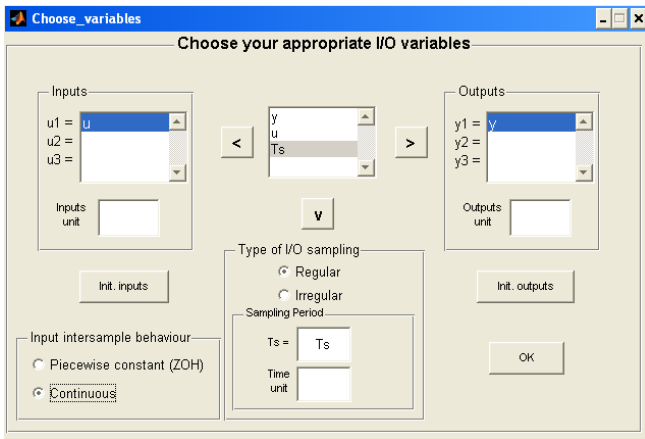 Choose_variables
Choose your appropriate I/O variables
Inputs
u1 = u
u2 =
u3 =
Inputs
unit
Init. inputs
<
y
u
Ts
>
v
Outputs
y1 = y
y2 =
y3 =
Outputs
unit
Init. outputs
Type of I/O sampling
Regular
Irregular
Sampling Period
Ts = Ts
Time
unit
Input intersample behaviour
Piecewise constant (ZOH)
Continuous
OK